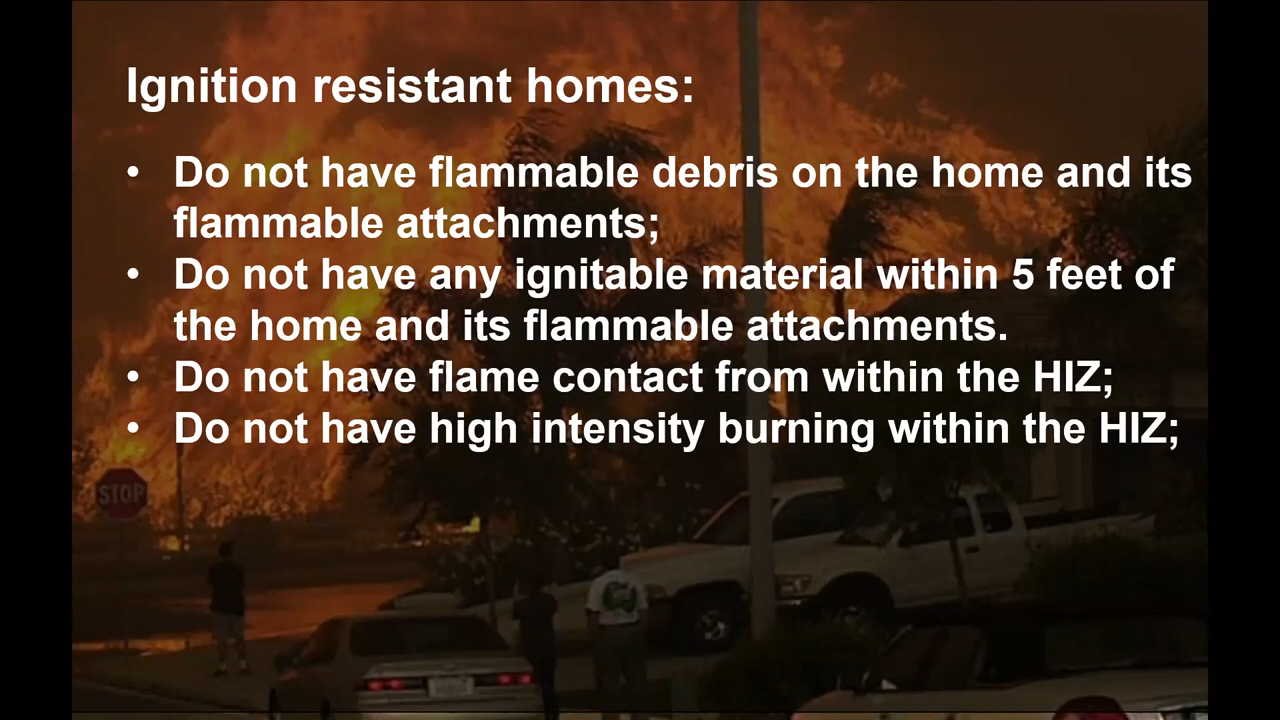 Ignition resistant homes:
• Do not have flammable debris on the home and its
flammable attachments;
• Do not have any ignitable material within 5 feet of
the home and its flammable attachments.
• Do not have flame contact from within the HIZ;
• Do not have high intensity burning within the HIZ;
STOP